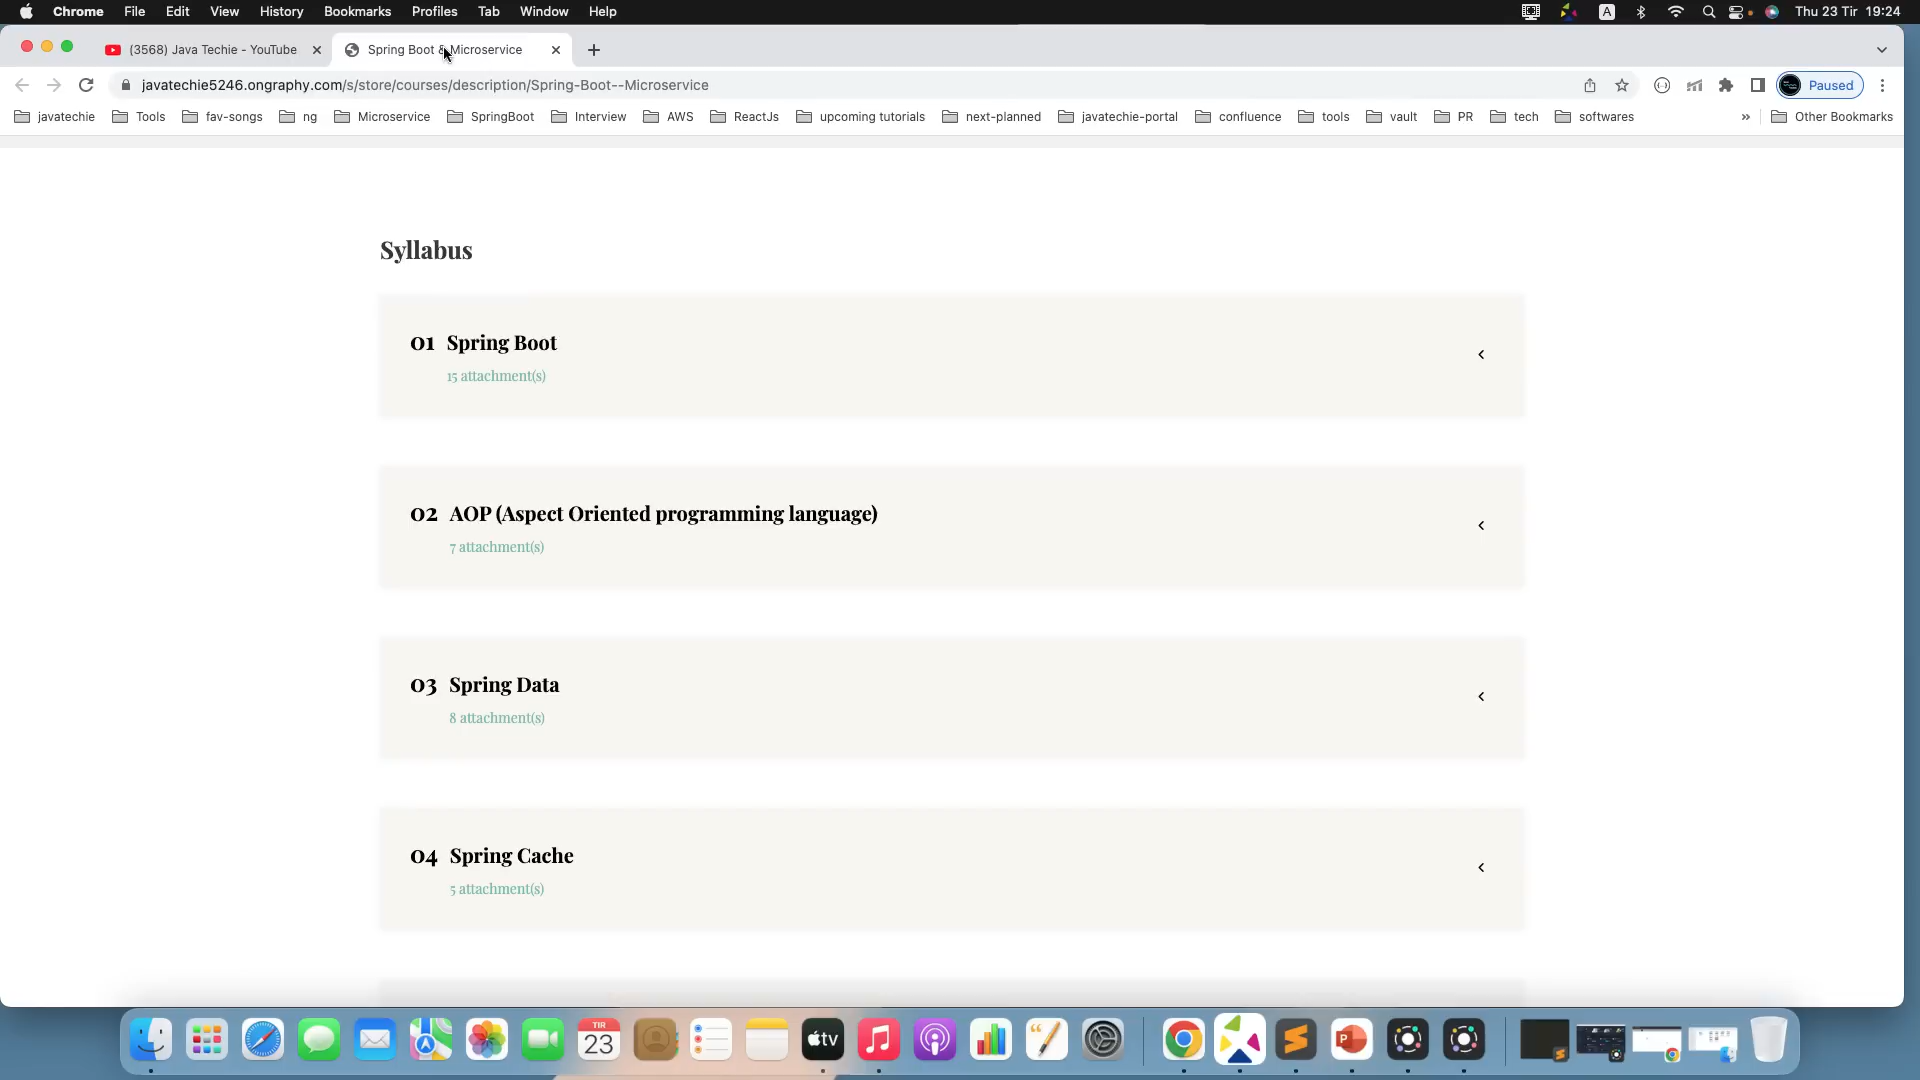 Chrome File Edit View History Bookmarks Profiles Tab Window Help A Thu 23 Tir 19:24
(3568) Java Techie - YouTube Spring Boot & Microservice
javatechie5246.ongraphy.com/s/store/courses/description/Spring-Boot--Microservice Paused
javatechie Tools fav-songs ng Microservice SpringBoot Interview AWS ReactJs upcoming tutorials next-planned javatechie-portal confluence tools vault PR tech softwares » Other Bookmarks
Syllabus
01 Spring Boot
15 attachment(s)
02 AOP (Aspect Oriented programming language)
7 attachment(s)
03 Spring Data
8 attachment(s)
04 Spring Cache
5 attachment(s)
TIR
23
tv
P